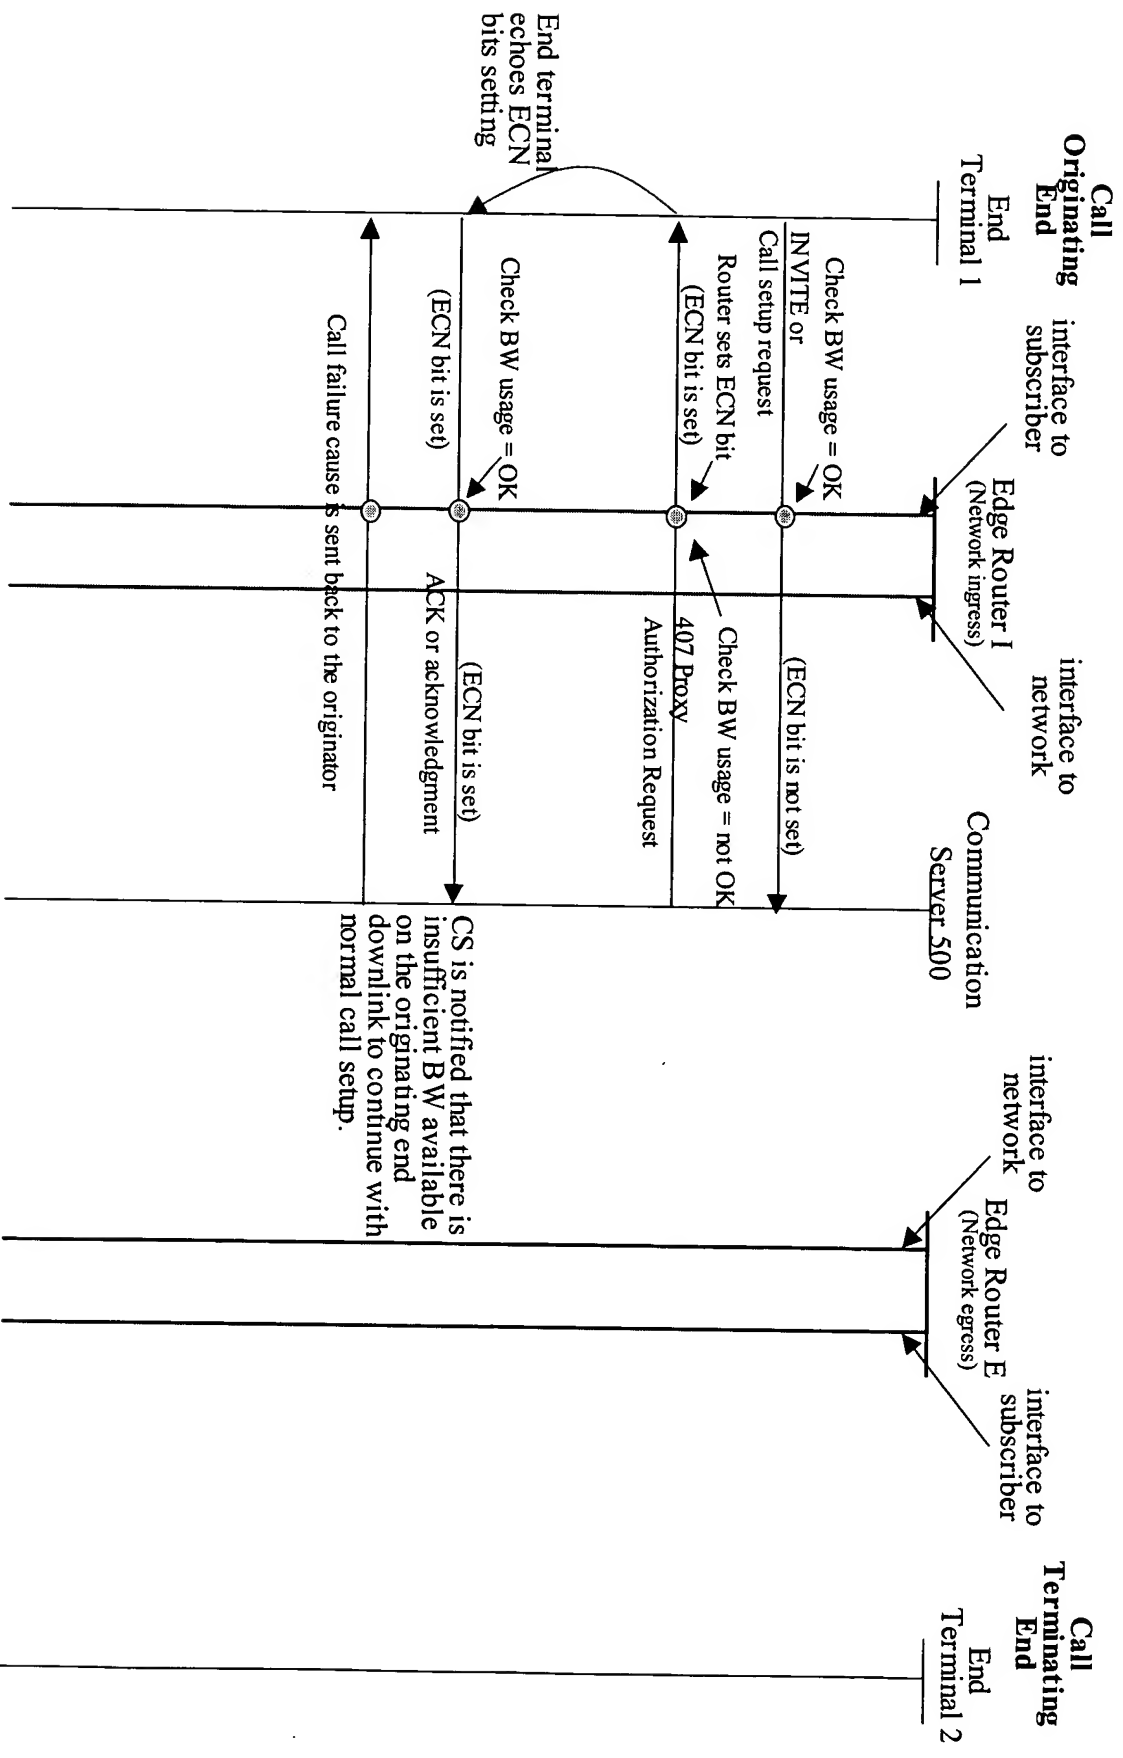 Call
Originating
End
End
Terminal 1
interface to
subscriber
Edge Router I
(Network ingress)
interface to
network
Communication
Server 500
interface to
network
Edge Router E
(Network egress)
interface to
subscriber
Call
Terminating
End
End
Terminal 2
Check BW usage = OK
INVITE or
Call setup request
(ECN bit is not set)
Router sets ECN bit
(ECN bit is set)
Check BW usage = not OK
407 Proxy
Authorization Request
End terminal
echoes ECN
bits setting
Check BW usage = OK
(ECN bit is set)
(ECN bit is set)
ACK or acknowledgment
CS is notified that there is
insufficient BW available
on the originating end
downlink to continue with
normal call setup.
Call failure cause is sent back to the originator